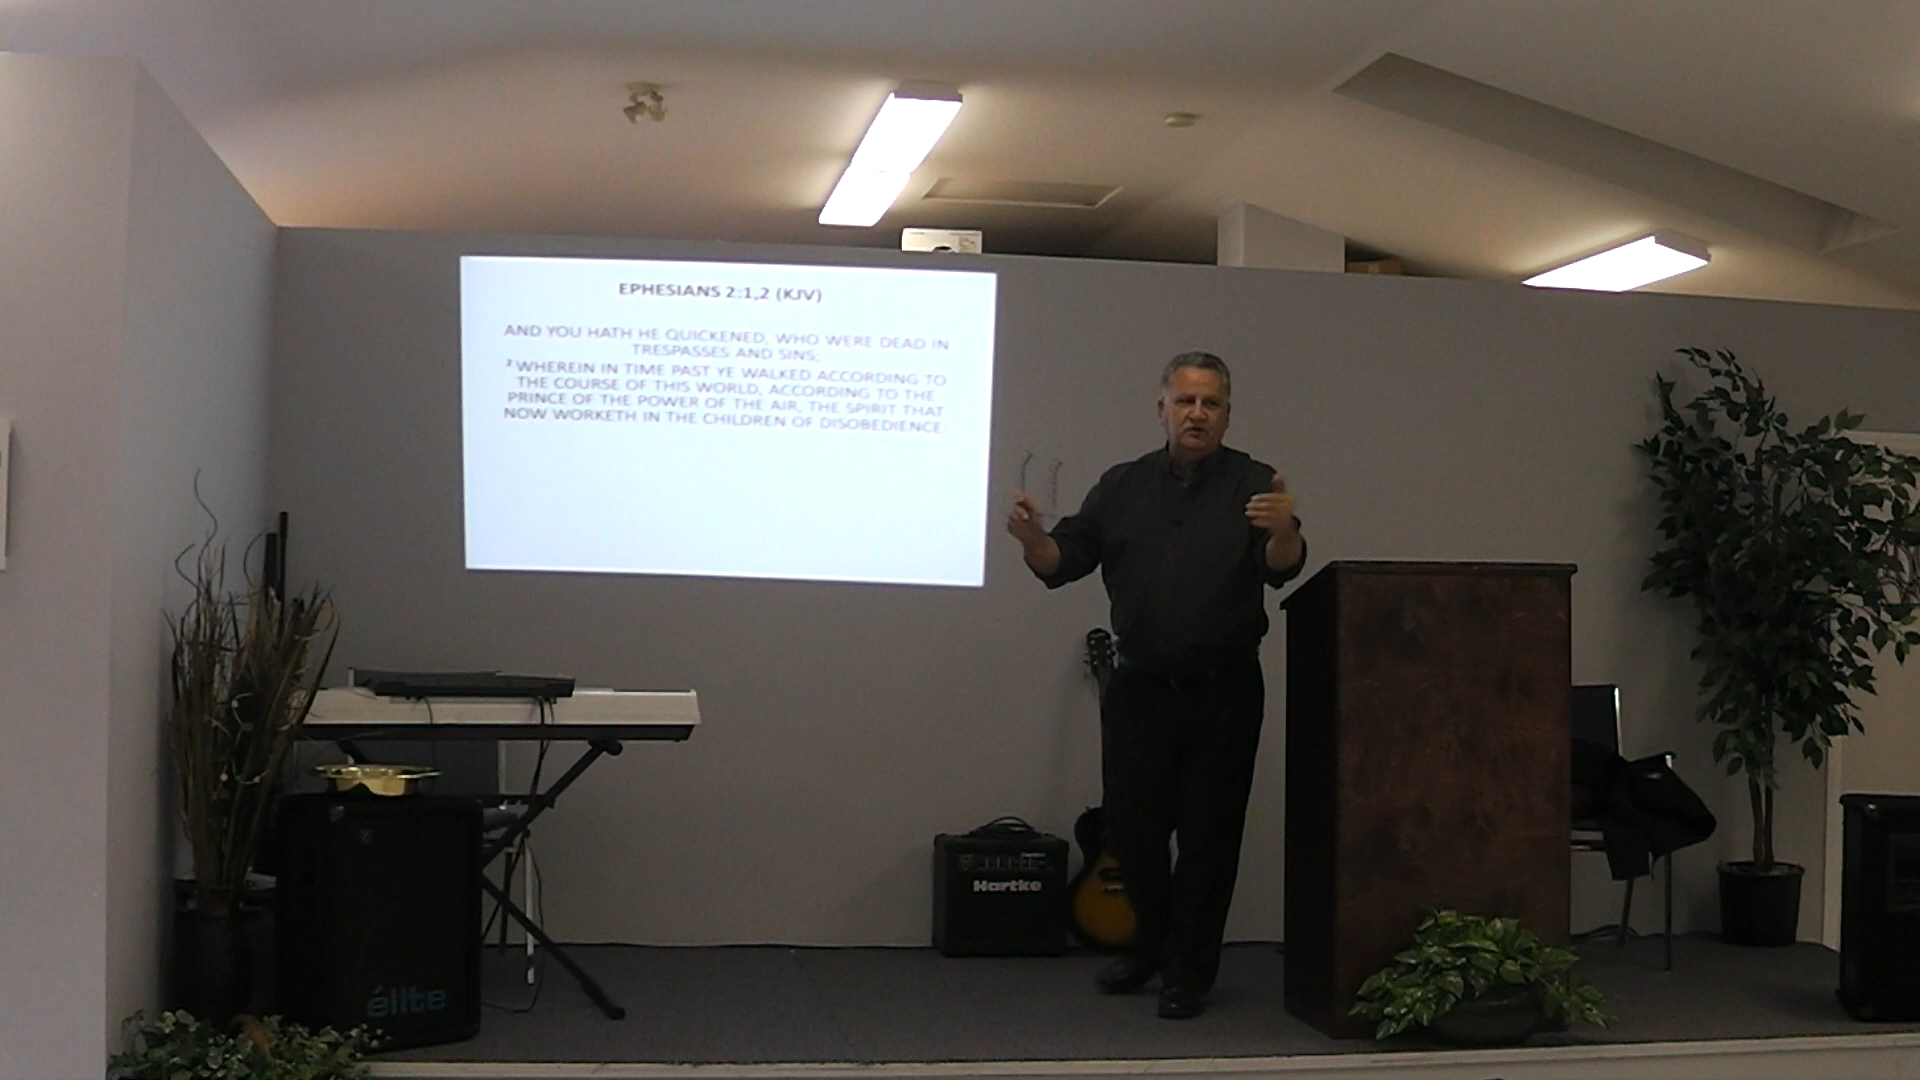 EPHESIANS 2:1,2 (KJV)
AND YOU HATH HE QUICKENED, WHO WERE DEAD IN
TRESPASSES AND SINS;
² WHEREIN IN TIME PAST YE WALKED ACCORDING TO
THE COURSE OF THIS WORLD, ACCORDING TO THE
PRINCE OF THE POWER OF THE AIR, THE SPIRIT THAT
NOW WORKETH IN THE CHILDREN OF DISOBEDIENCE:
Hartke
élite